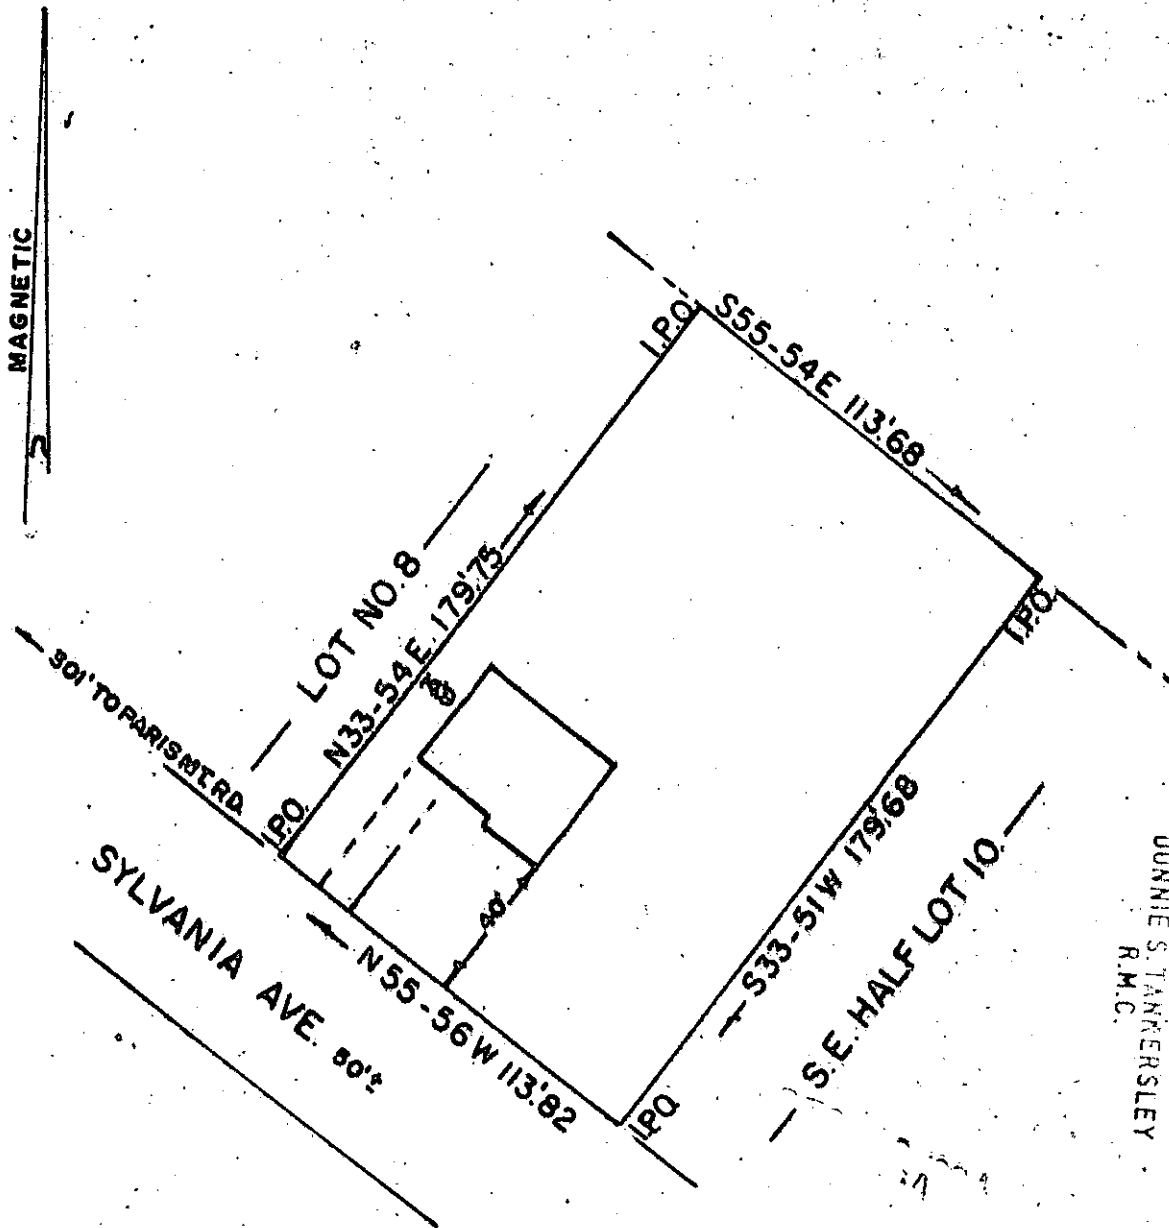 MAGNETIC
I.P.O.
S55-54E 113.'68
LOT NO. 8
N33-54E 179.'75
301' TO PARIS MT. RD.
I.P.O.
I.P.O.
SYLVANIA AVE.
40'
N55-56W 113.'82
S33-51W 179.'68
S.E. HALF LOT 10
I.P.O.
DONNIE S. TANKERSLEY
R.M.C.